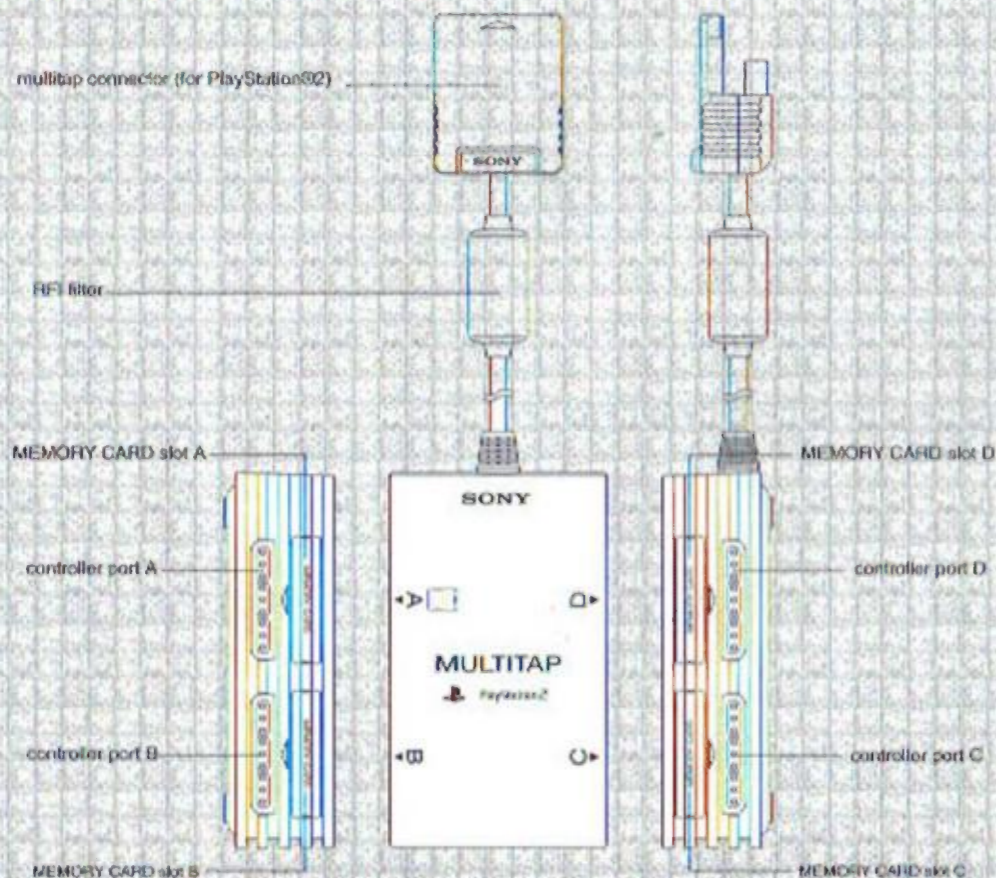 multitap connector (for PlayStation®2)
SONY
RFI filter
MEMORY CARD slot A
MEMORY CARD slot D
SONY
controller port A
controller port D
A
D
MULTITAP
PlayStation2
controller port B
controller port C
B
C
MEMORY CARD slot B
MEMORY CARD slot C